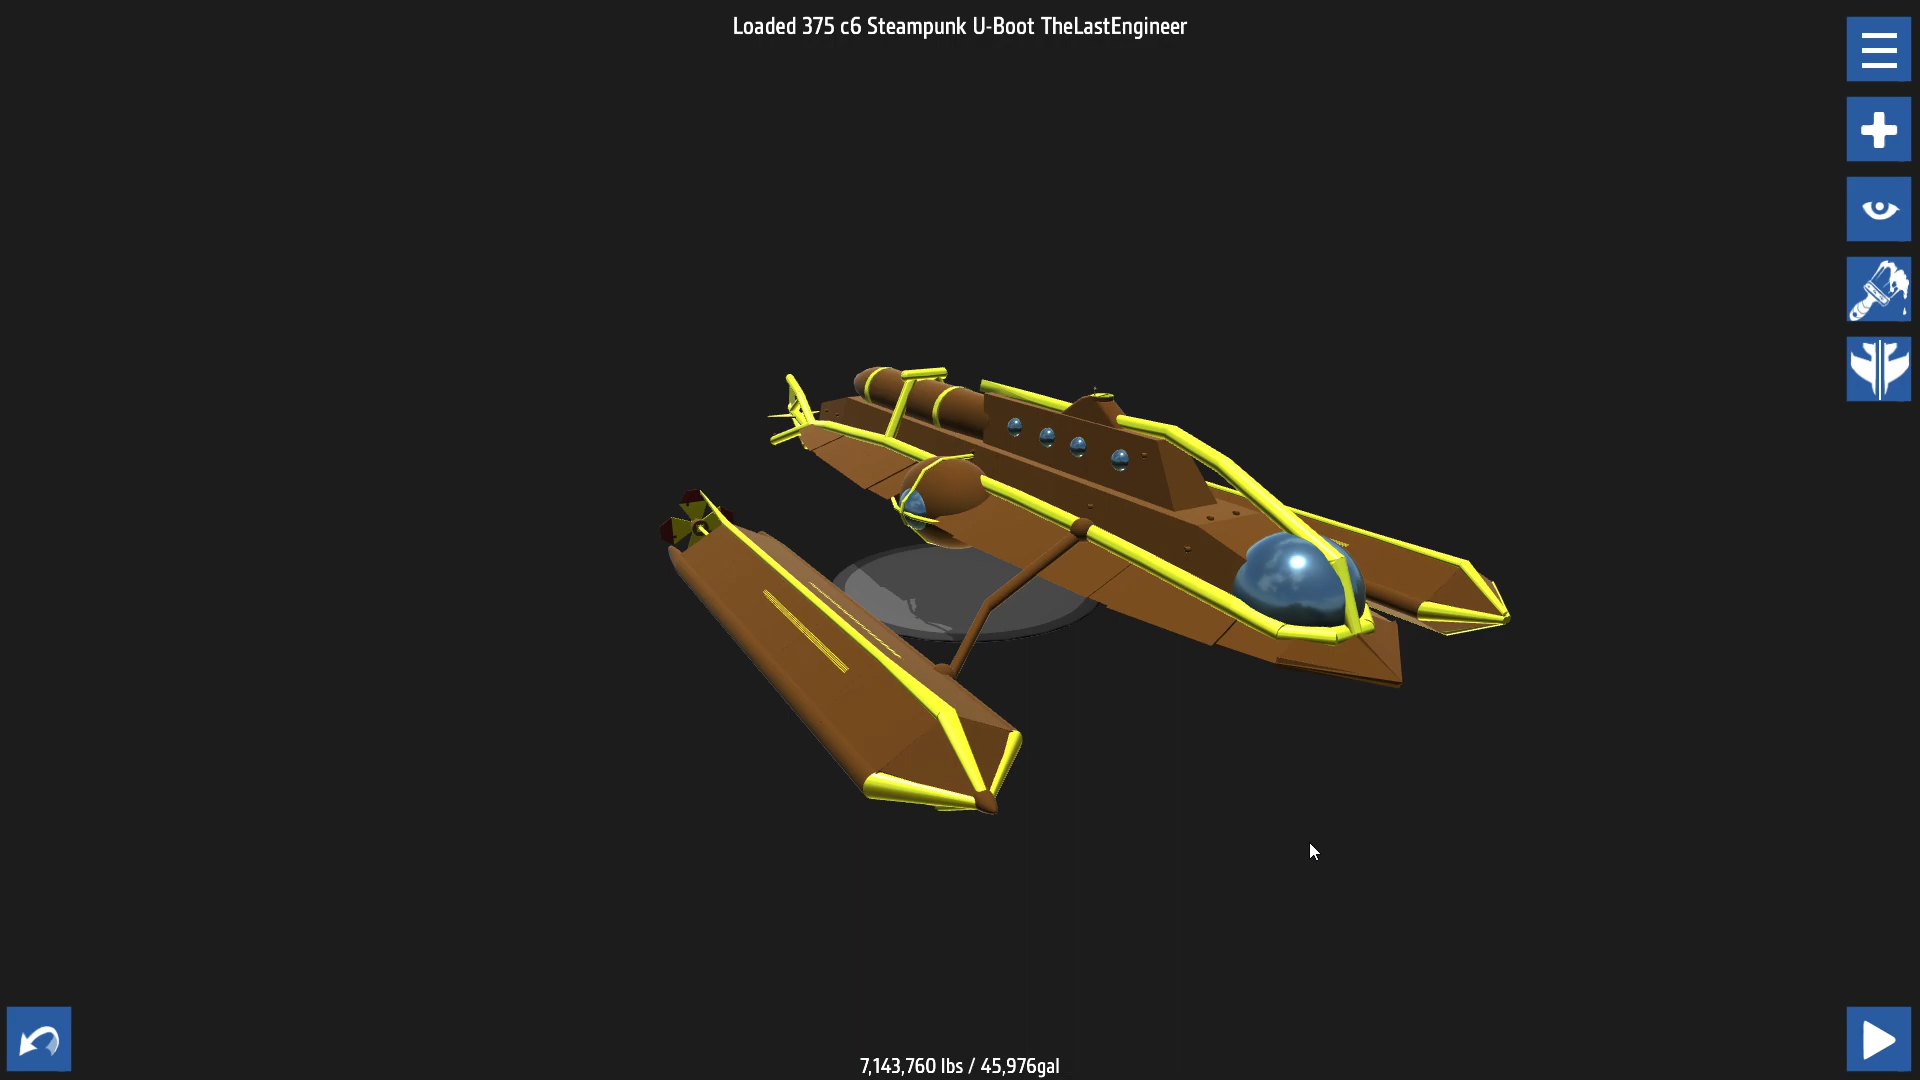 Loaded 375 c6 Steampunk U-Boot TheLastEngineer
7,143,760 lbs / 45,976gal